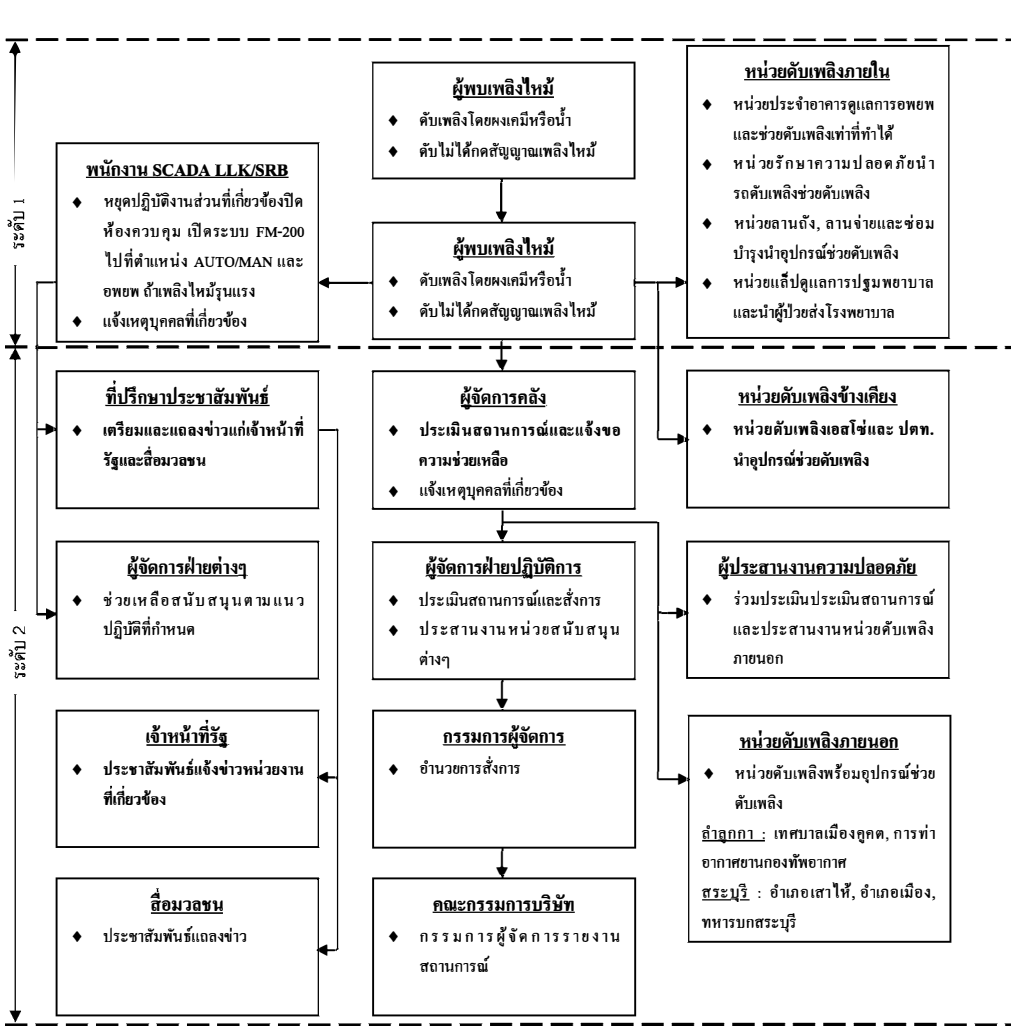 ระดับ 1
ผู้พบเพลิงไหม้
♦ ดับเพลิงโดยผงเคมีหรือน้ำ
♦ ดับไม่ได้กดสัญญาณเพลิงไหม้
หน่วยดับเพลิงภายใน
♦ หน่วยประจำอาคารดูแลการอพยพ
และช่วยดับเพลิงเท่าที่ทำได้
♦ หน่วยรักษาความปลอดภัยนำ
รถดับเพลิงช่วยดับเพลิง
♦ หน่วยลานถัง, ลานจ่ายและซ่อม
บำรุงนำอุปกรณ์ช่วยดับเพลิง
♦ หน่วยแล็ปดูแลการปฐมพยาบาล
และนำผู้ป่วยส่งโรงพยาบาล
พนักงาน SCADA LLK/SRB
♦ หยุดปฏิบัติงานส่วนที่เกี่ยวข้องปิด
ห้องควบคุม เปิดระบบ FM-200
ไปที่ตำแหน่ง AUTO/MAN และ
อพยพ ถ้าเพลิงไหม้รุนแรง
♦ แจ้งเหตุบุคคลที่เกี่ยวข้อง
ผู้พบเพลิงไหม้
♦ ดับเพลิงโดยผงเคมีหรือน้ำ
♦ ดับไม่ได้กดสัญญาณเพลิงไหม้
ระดับ 2
ที่ปรึกษาประชาสัมพันธ์
♦ เตรียมและแถลงข่าวแก่เจ้าหน้าที่
รัฐและสื่อมวลชน
ผู้จัดการคลัง
♦ ประเมินสถานการณ์และแจ้งขอ
ความช่วยเหลือ
♦ แจ้งเหตุบุคคลที่เกี่ยวข้อง
หน่วยดับเพลิงข้างเคียง
♦ หน่วยดับเพลิงเอสโซ่และ ปตท.
นำอุปกรณ์ช่วยดับเพลิง
ผู้จัดการฝ่ายต่างๆ
♦ ช่วยเหลือสนับสนุนตามแนว
ปฏิบัติที่กำหนด
ผู้จัดการฝ่ายปฏิบัติการ
♦ ประเมินสถานการณ์และสั่งการ
♦ ประสานงานหน่วยสนับสนุน
ต่างๆ
ผู้ประสานงานความปลอดภัย
♦ ร่วมประเมินประเมินสถานการณ์
และประสานงานหน่วยดับเพลิง
ภายนอก
เจ้าหน้าที่รัฐ
♦ ประชาสัมพันธ์แจ้งข่าวหน่วยงาน
ที่เกี่ยวข้อง
กรรมการผู้จัดการ
♦ อำนวยการสั่งการ
หน่วยดับเพลิงภายนอก
♦ หน่วยดับเพลิงพร้อมอุปกรณ์ช่วย
ดับเพลิง
ลำลูกกา : เทศบาลเมืองคูคต, การท่า
อากาศยานกองทัพอากาศ
สระบุรี : อำเภอเสาไห้, อำเภอเมือง,
ทหารบกสระบุรี
สื่อมวลชน
♦ ประชาสัมพันธ์แถลงข่าว
คณะกรรมการบริษัท
♦ กรรมการผู้จัดการรายงาน
สถานการณ์